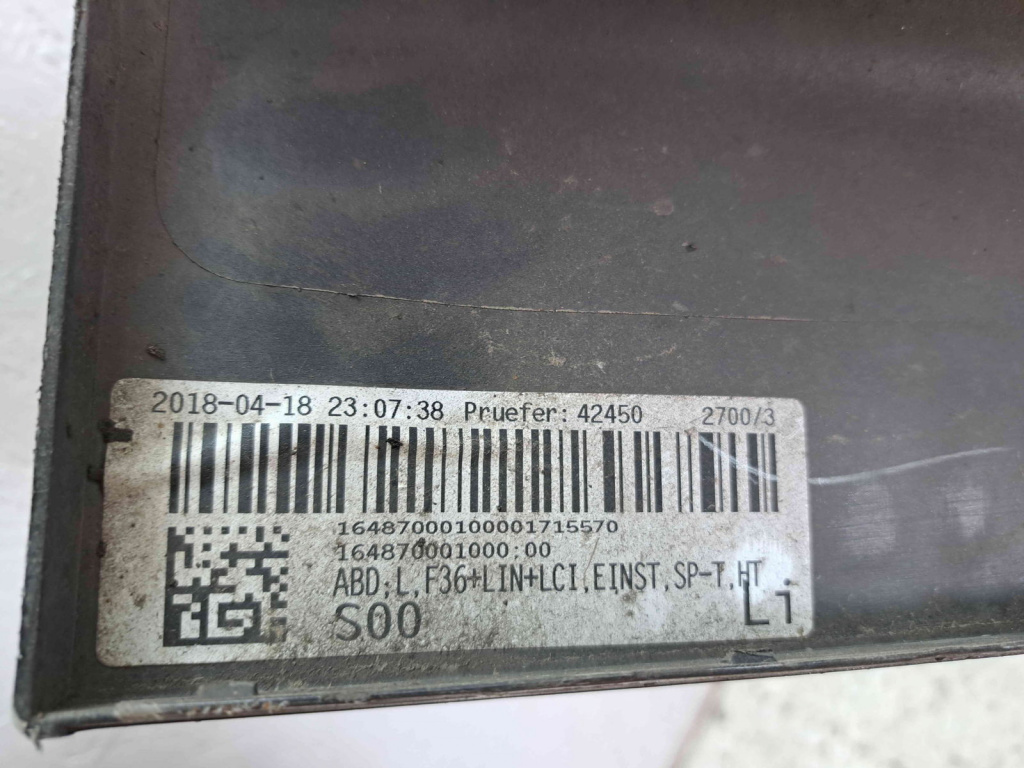 2018-04-18 23:07:38 Pruefer: 42450 2700/3
16487000100001715570
164870001000;00
ABD;L,F36+LIN+LCI,EINST,SP-T,HT
S00 Li